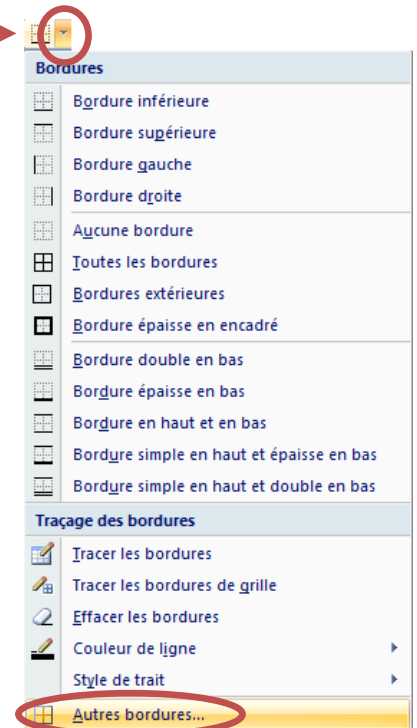 Bordures
Bordure inférieure
Bordure supérieure
Bordure gauche
Bordure droite
Aucune bordure
Toutes les bordures
Bordures extérieures
Bordure épaisse en encadré
Bordure double en bas
Bordure épaisse en bas
Bordure en haut et en bas
Bordure simple en haut et épaisse en bas
Bordure simple en haut et double en bas
Traçage des bordures
Tracer les bordures
Tracer les bordures de grille
Effacer les bordures
Couleur de ligne
Style de trait
Autres bordures...